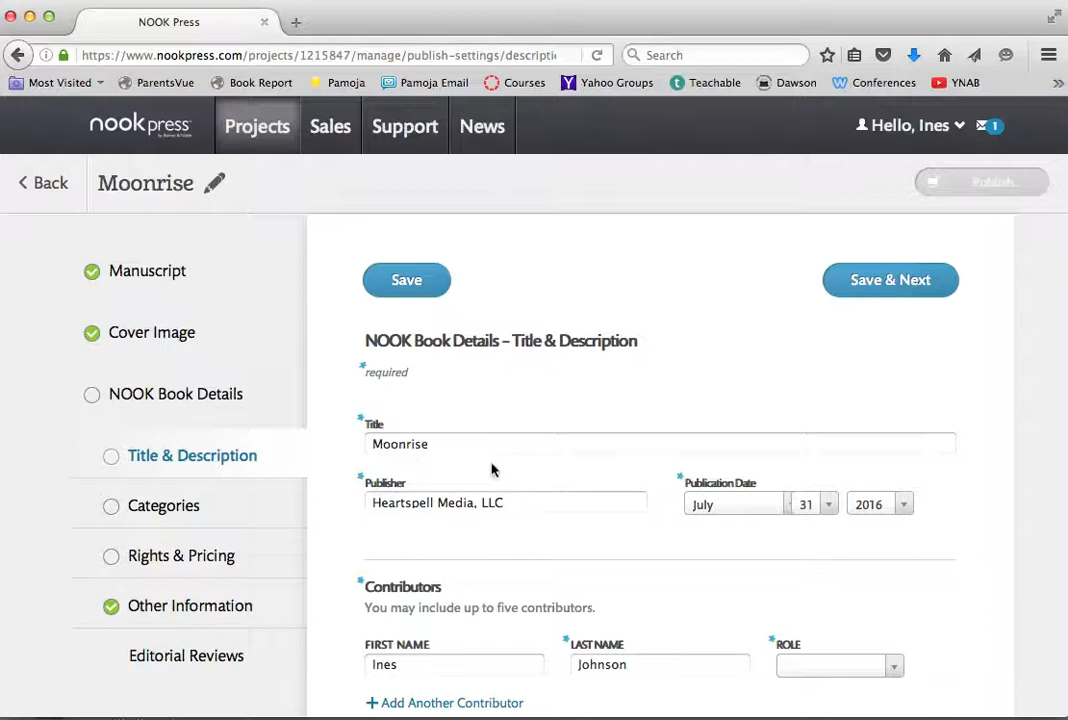 NOOK Press
https://www.nookpress.com/projects/1215847/manage/publish-settings/descriptic
Search
Most Visited ParentsVue Book Report Pamoja Pamoja Email Courses Yahoo Groups Teachable Dawson Conferences YNAB
nook press Projects Sales Support News Hello, Ines 1
Back Moonrise Publish
Manuscript
Cover Image
NOOK Book Details
Title & Description
Categories
Rights & Pricing
Other Information
Editorial Reviews
Save Save & Next
NOOK Book Details – Title & Description
* required
* Title
Moonrise
* Publisher * Publication Date
Heartspell Media, LLC July 31 2016
* Contributors
You may include up to five contributors.
FIRST NAME * LAST NAME * ROLE
Ines Johnson
+ Add Another Contributor